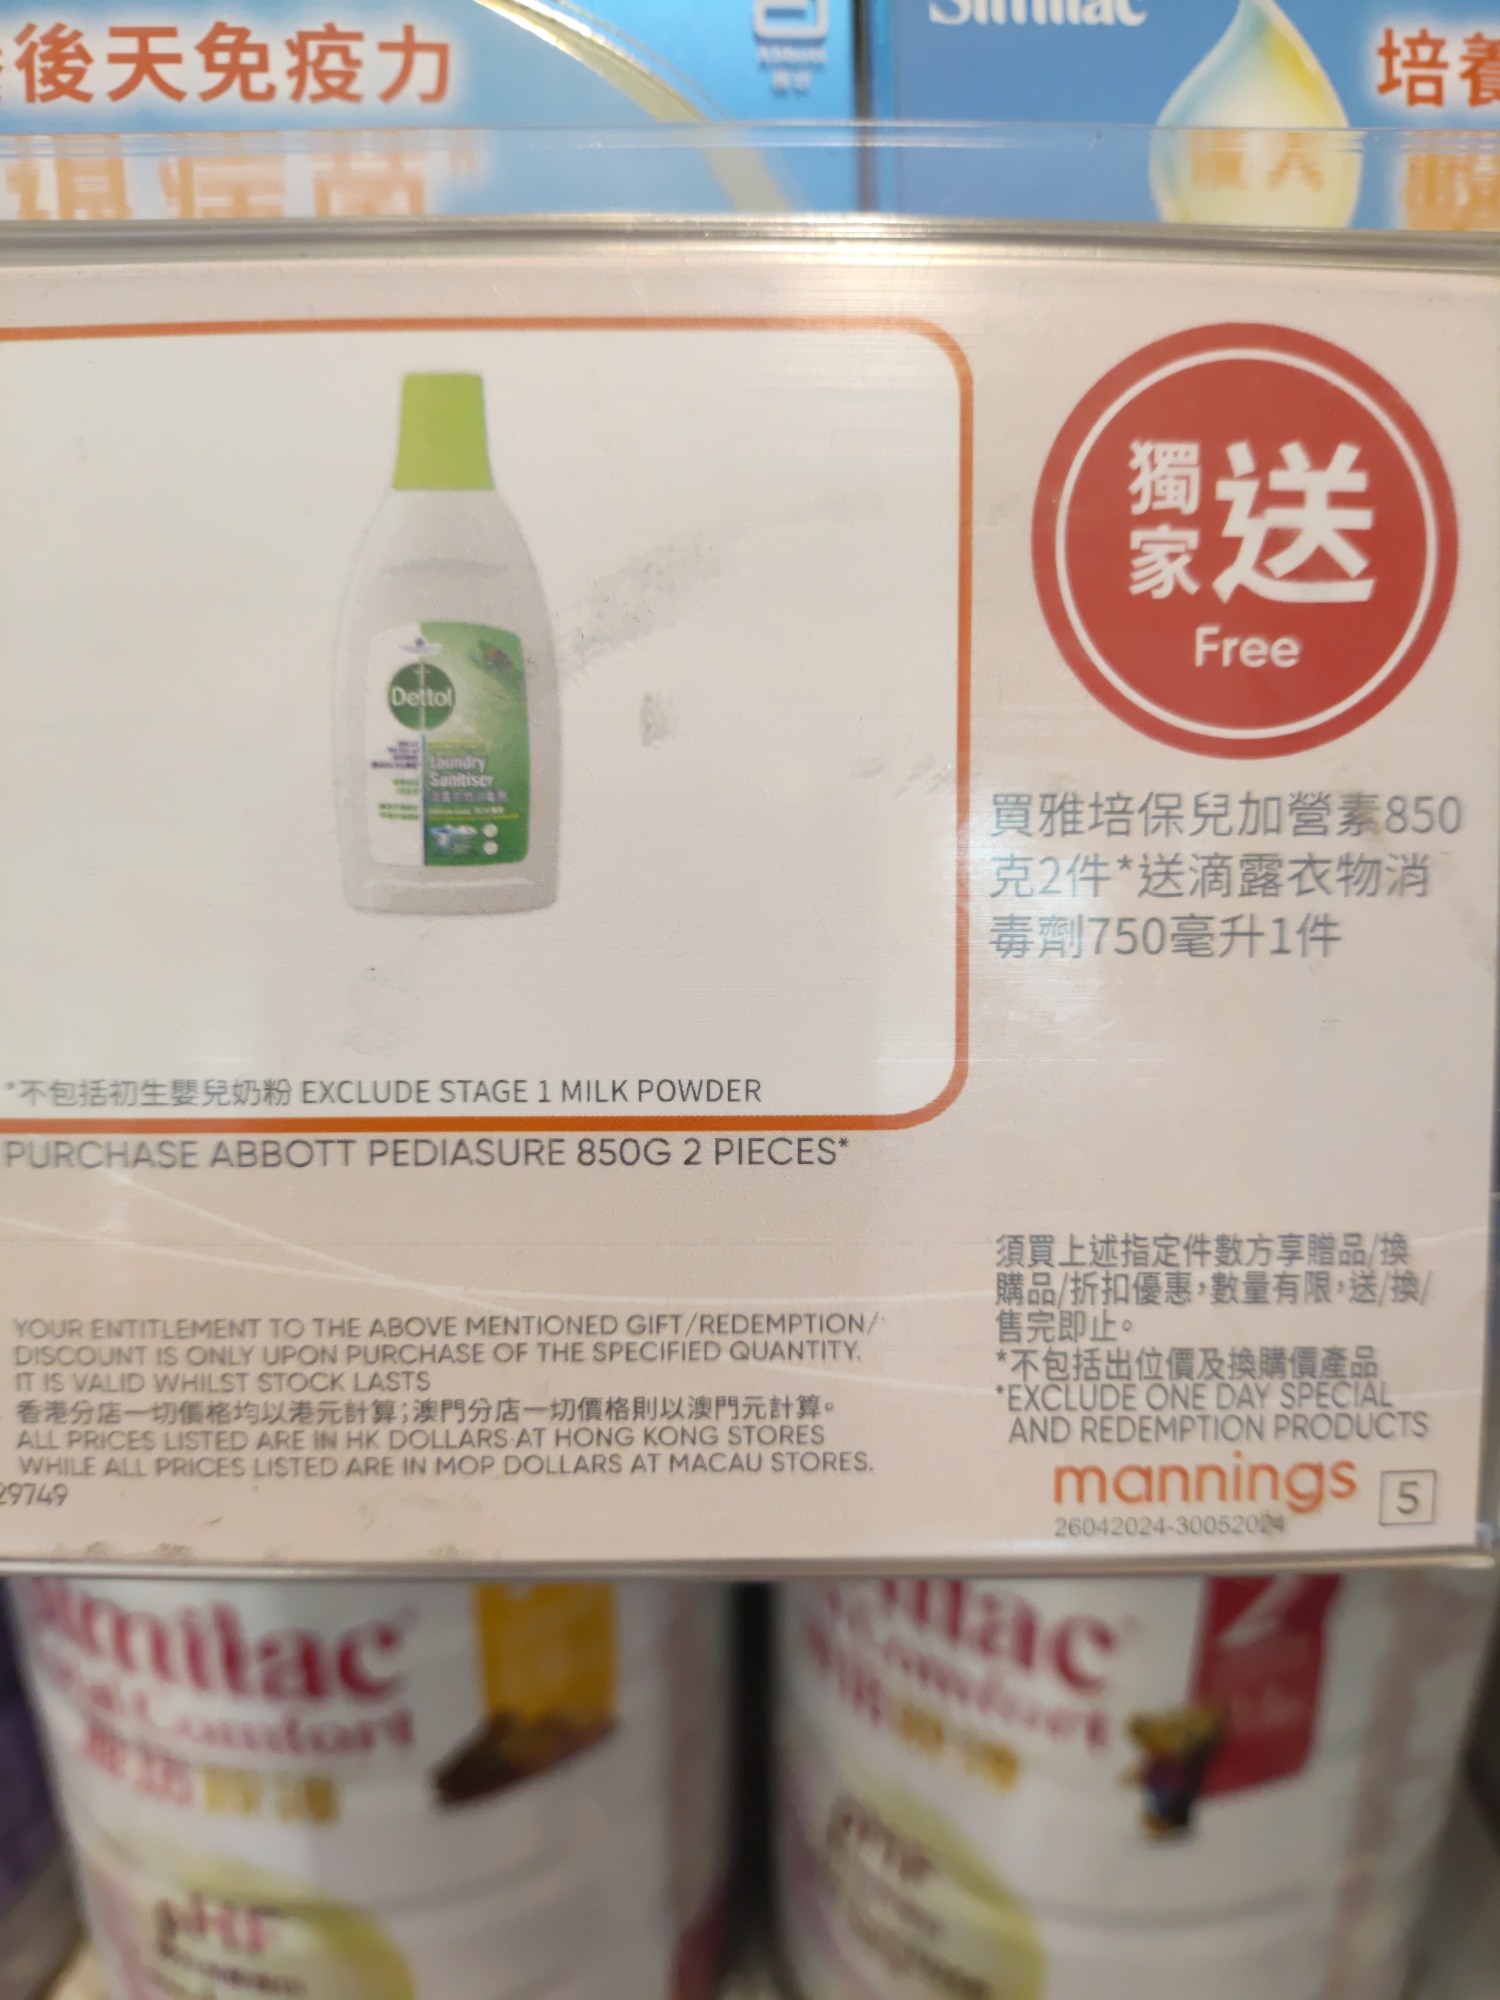 後天免疫力
Similac
培養
獨家 送
Free
Dettol
Laundry
Sanitiser
買雅培保兒加營素850
克2件*送滴露衣物消
毒劑750毫升1件
*不包括初生嬰兒奶粉 EXCLUDE STAGE 1 MILK POWDER
PURCHASE ABBOTT PEDIASURE 850G 2 PIECES*
YOUR ENTITLEMENT TO THE ABOVE MENTIONED GIFT/REDEMPTION/
DISCOUNT IS ONLY UPON PURCHASE OF THE SPECIFIED QUANTITY.
IT IS VALID WHILST STOCK LASTS
香港分店一切價格均以港元計算;澳門分店一切價格則以澳門元計算。
ALL PRICES LISTED ARE IN HK DOLLARS AT HONG KONG STORES
WHILE ALL PRICES LISTED ARE IN MOP DOLLARS AT MACAU STORES.
29749
須買上述指定件數方享贈品/換
購品/折扣優惠,數量有限,送/換/
售完即止。
*不包括出位價及換購價產品
*EXCLUDE ONE DAY SPECIAL
AND REDEMPTION PRODUCTS
mannings 5
26042024-30052024
Similac
Comfort
pHF
2